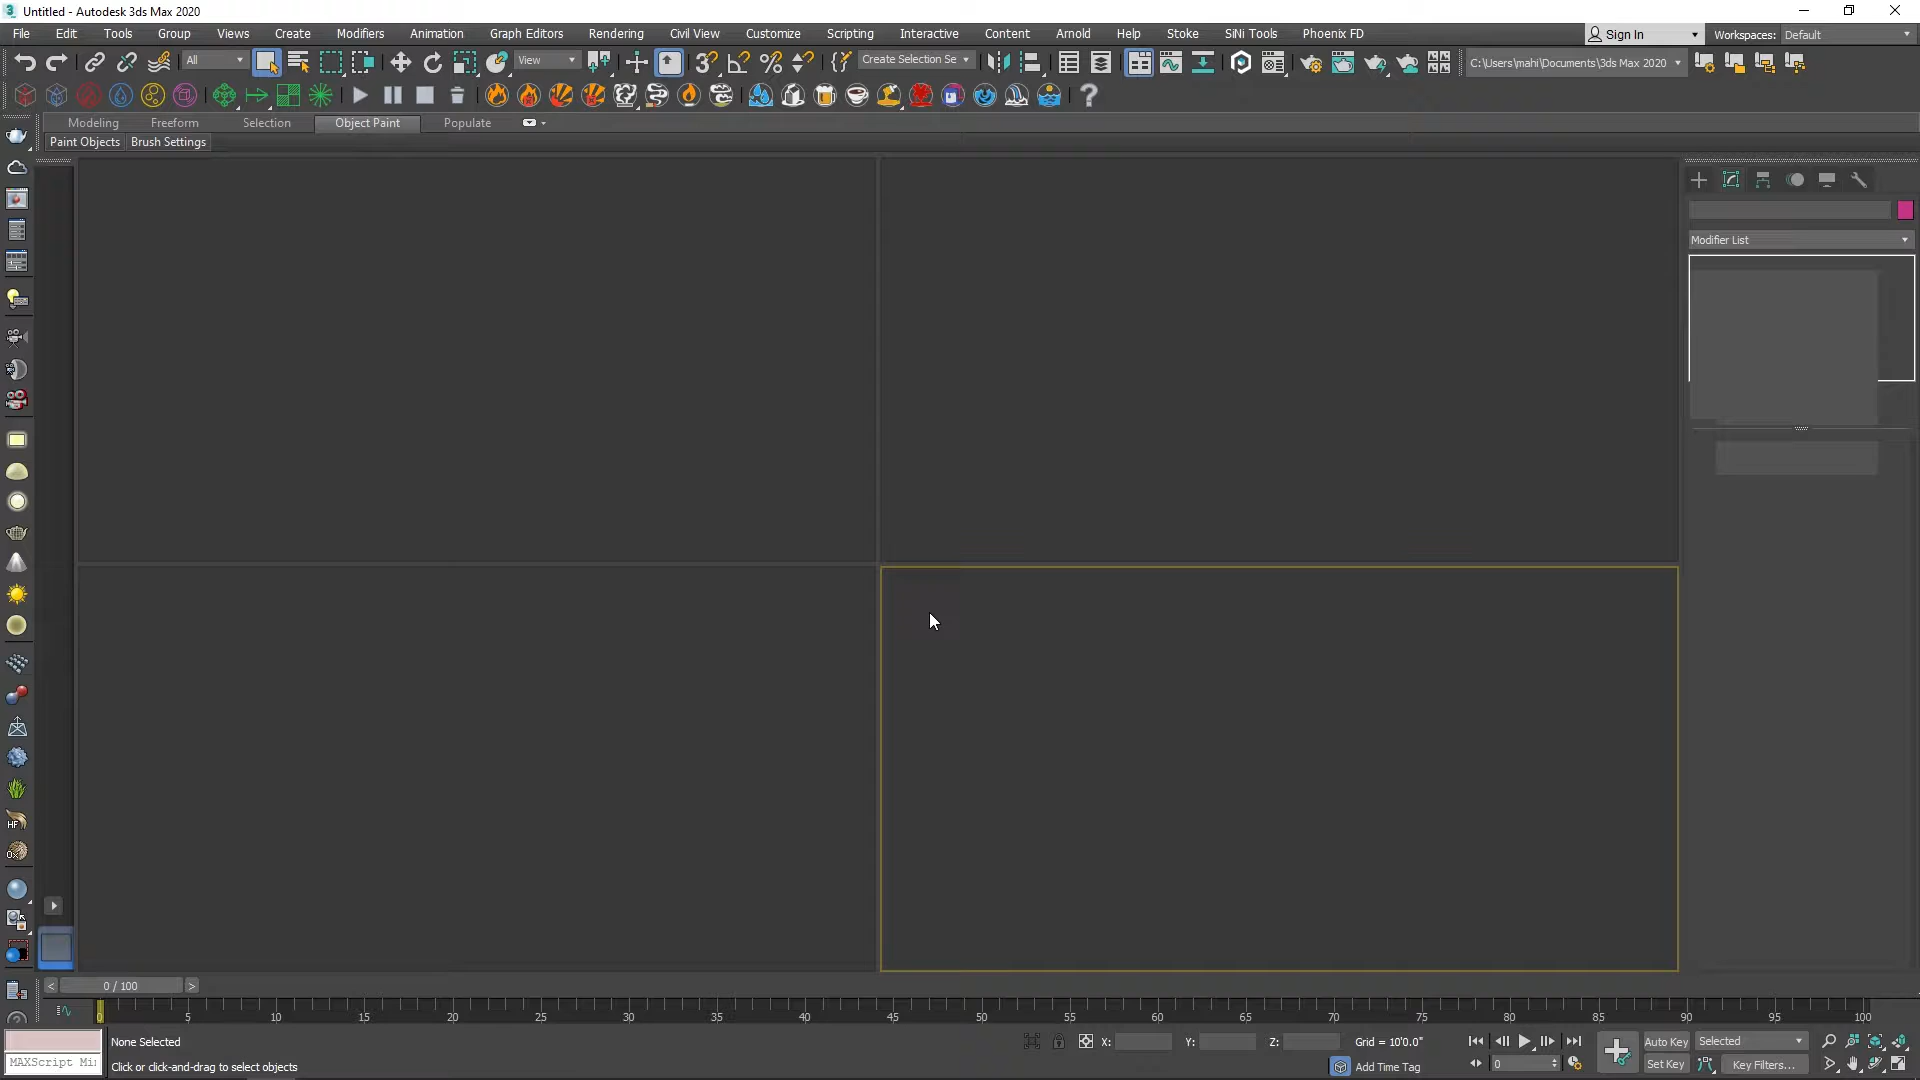 Untitled - Autodesk 3ds Max 2020
File Edit Tools Group Views Create Modifiers Animation Graph Editors Rendering Civil View Customize Scripting Interactive Content Arnold Help Stoke SiNi Tools Phoenix FD Sign In Workspaces: Default
All View 3 Create Selection Se C:\Users\mahi\Documents\3ds Max 2020
Modeling Freeform Selection Object Paint Populate
Paint Objects Brush Settings
Modifier List
HF
0 / 100
0 5 10 15 20 25 30 35 40 45 50 55 60 65 70 75 80 85 90 95 100
None Selected X: Y: Z: Grid = 10'0.0" Auto Key Selected
MAXScript Mi Click or click-and-drag to select objects Add Time Tag 0 Set Key Key Filters...